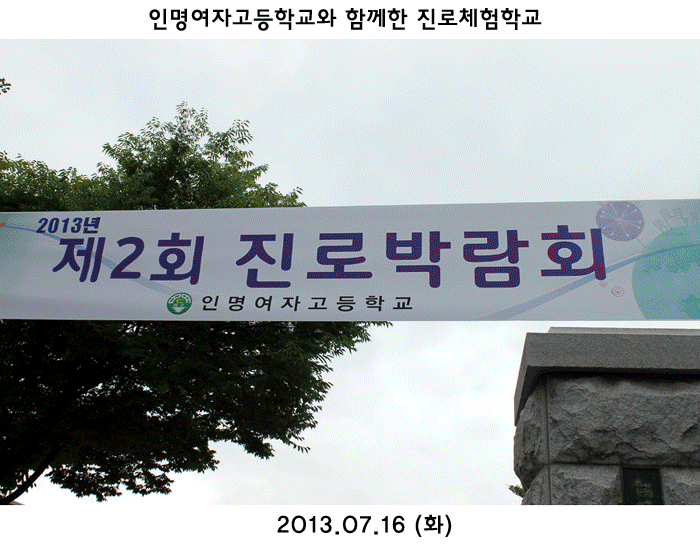 인명여자고등학교와 함께한 진로체험학교
2013년
제2회 진로박람회
인명여자고등학교
2013.07.16 (화)